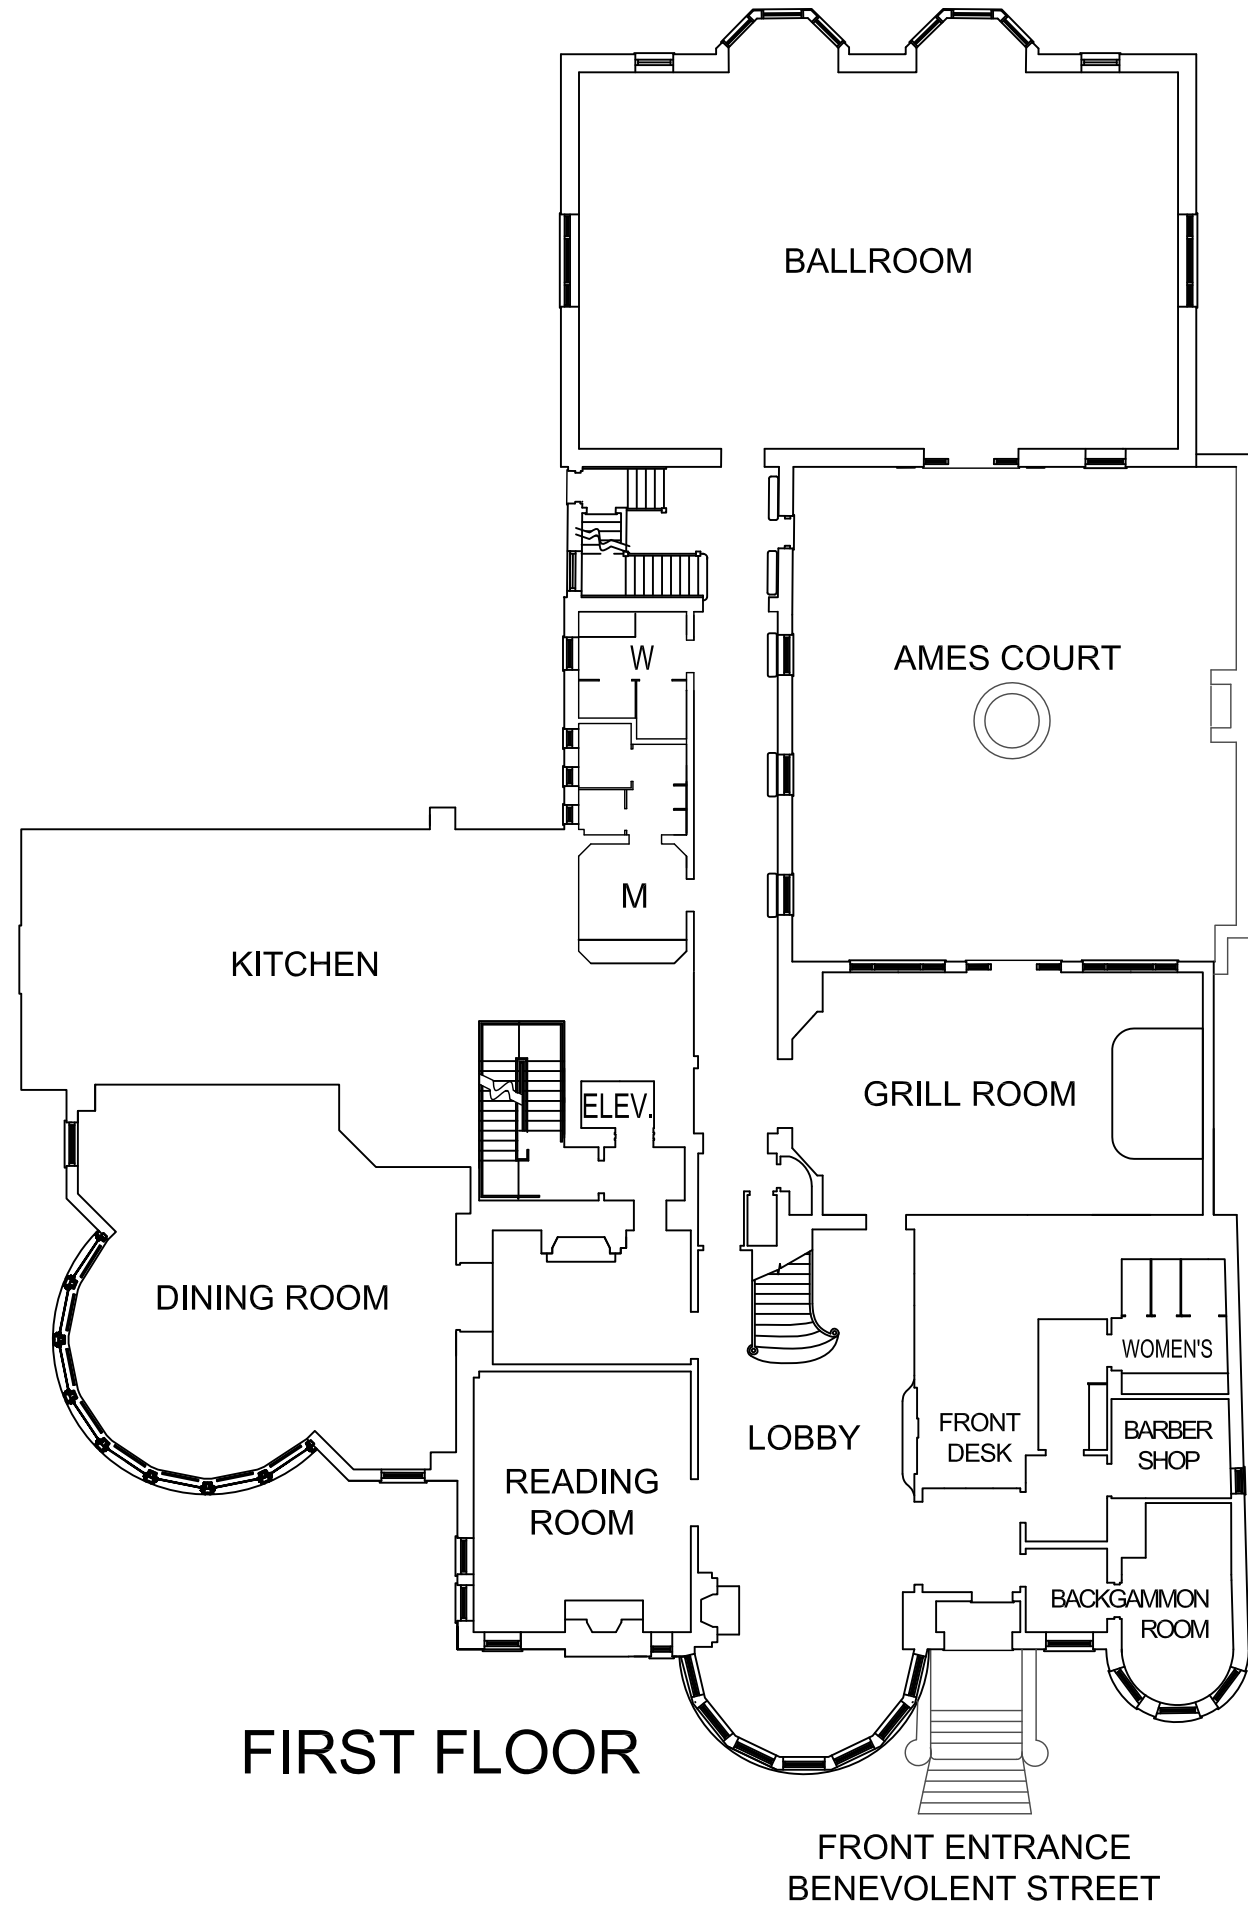 BALLROOM
AMES COURT
W
M
KITCHEN
GRILL ROOM
ELEV.
DINING ROOM
WOMEN'S
LOBBY
FRONT
DESK
BARBER
SHOP
READING
ROOM
BACKGAMMON
ROOM
FIRST FLOOR
FRONT ENTRANCE
BENEVOLENT STREET